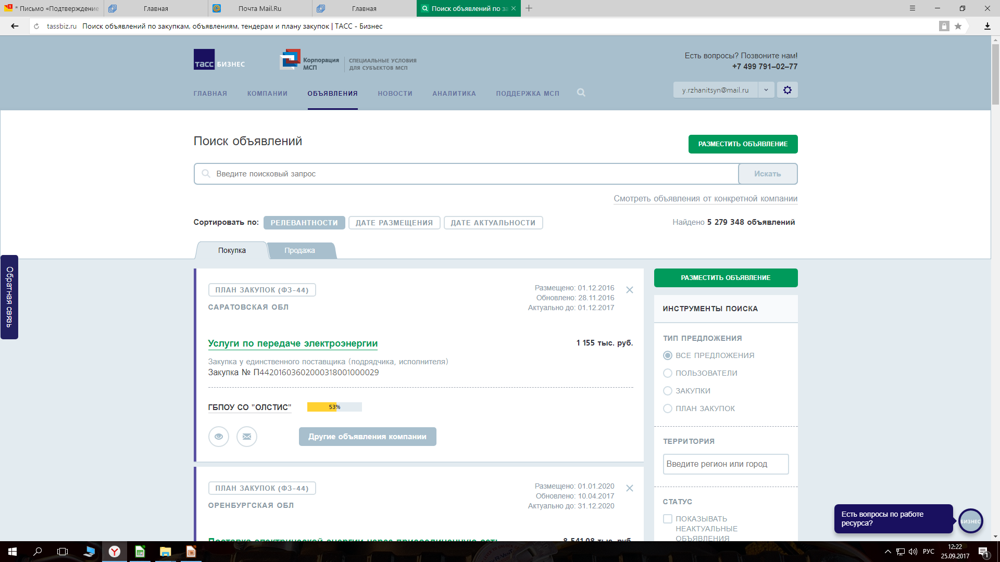 * Письмо «Подтверждение
Главная
Почта Mail.Ru
Главная
Поиск объявлений по за
tassbiz.ru Поиск объявлений по закупкам, объявлениям, тендерам и плану закупок | ТАСС - Бизнес
ТАСС БИЗНЕС
Корпорация
МСП
СПЕЦИАЛЬНЫЕ УСЛОВИЯ
ДЛЯ СУБЪЕКТОВ МСП
Есть вопросы? Позвоните нам!
+7 499 791–02–77
ГЛАВНАЯ КОМПАНИИ ОБЪЯВЛЕНИЯ НОВОСТИ АНАЛИТИКА ПОДДЕРЖКА МСП
y.rzhanitsyn@mail.ru
Поиск объявлений
РАЗМЕСТИТЬ ОБЪЯВЛЕНИЕ
Введите поисковый запрос
Искать
Смотреть объявления от конкретной компании
Сортировать по: РЕЛЕВАНТНОСТИ ДАТЕ РАЗМЕЩЕНИЯ ДАТЕ АКТУАЛЬНОСТИ
Найдено 5 279 348 объявлений
Покупка Продажа
Обратная связь
ПЛАН ЗАКУПОК (ФЗ-44)
САРАТОВСКАЯ ОБЛ
Размещено: 01.12.2016
Обновлено: 28.11.2016
Актуально до: 01.12.2017
Услуги по передаче электроэнергии
1 155 тыс. руб.
Закупка у единственного поставщика (подрядчика, исполнителя)
Закупка № П44201603602000318001000029
ГБПОУ СО "ОЛСТИС"
53%
Другие объявления компании
ПЛАН ЗАКУПОК (ФЗ-44)
ОРЕНБУРГСКАЯ ОБЛ
Размещено: 01.01.2020
Обновлено: 10.04.2017
Актуально до: 31.12.2020
Поставка электрической энергии через присоединенную сеть
8 541,08 тыс. руб.
РАЗМЕСТИТЬ ОБЪЯВЛЕНИЕ
ИНСТРУМЕНТЫ ПОИСКА
ТИП ПРЕДЛОЖЕНИЯ
ВСЕ ПРЕДЛОЖЕНИЯ
ПОЛЬЗОВАТЕЛИ
ЗАКУПКИ
ПЛАН ЗАКУПОК
ТЕРРИТОРИЯ
Введите регион или город
СТАТУС
ПОКАЗЫВАТЬ
НЕАКТУАЛЬНЫЕ
ОБЪЯВЛЕНИЯ
Есть вопросы по работе
ресурса?
БИЗНЕС
РУС
12:22
25.09.2017
1